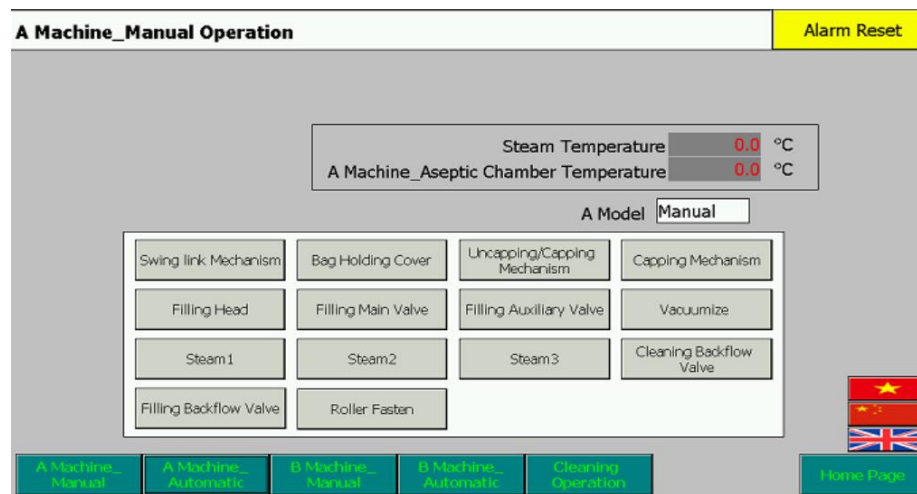 A Machine_Manual Operation
Alarm Reset
Steam Temperature 0.0 °C
A Machine_Aseptic Chamber Temperature 0.0 °C
A Model Manual
Swing link Mechanism
Bag Holding Cover
Uncapping/Capping
Mechanism
Capping Mechanism
Filling Head
Filling Main Valve
Filling Auxiliary Valve
Vacuumize
Steam1
Steam2
Steam3
Cleaning Backflow
Valve
Filling Backflow Valve
Roller Fasten
A Machine_
Manual
A Machine_
Automatic
B Machine_
Manual
B Machine_
Automatic
Cleaning
Operation
Home Page